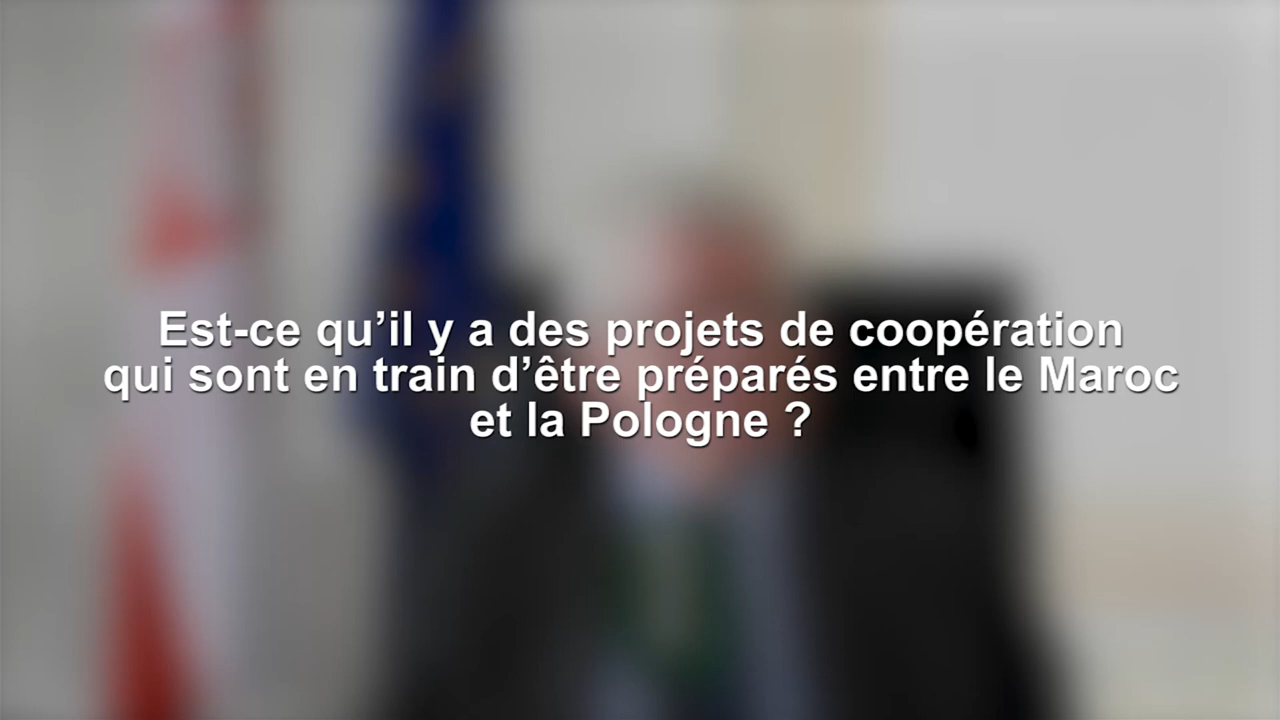 Est-ce qu’il y a des projets de coopération
qui sont en train d’être préparés entre le Maroc
et la Pologne ?